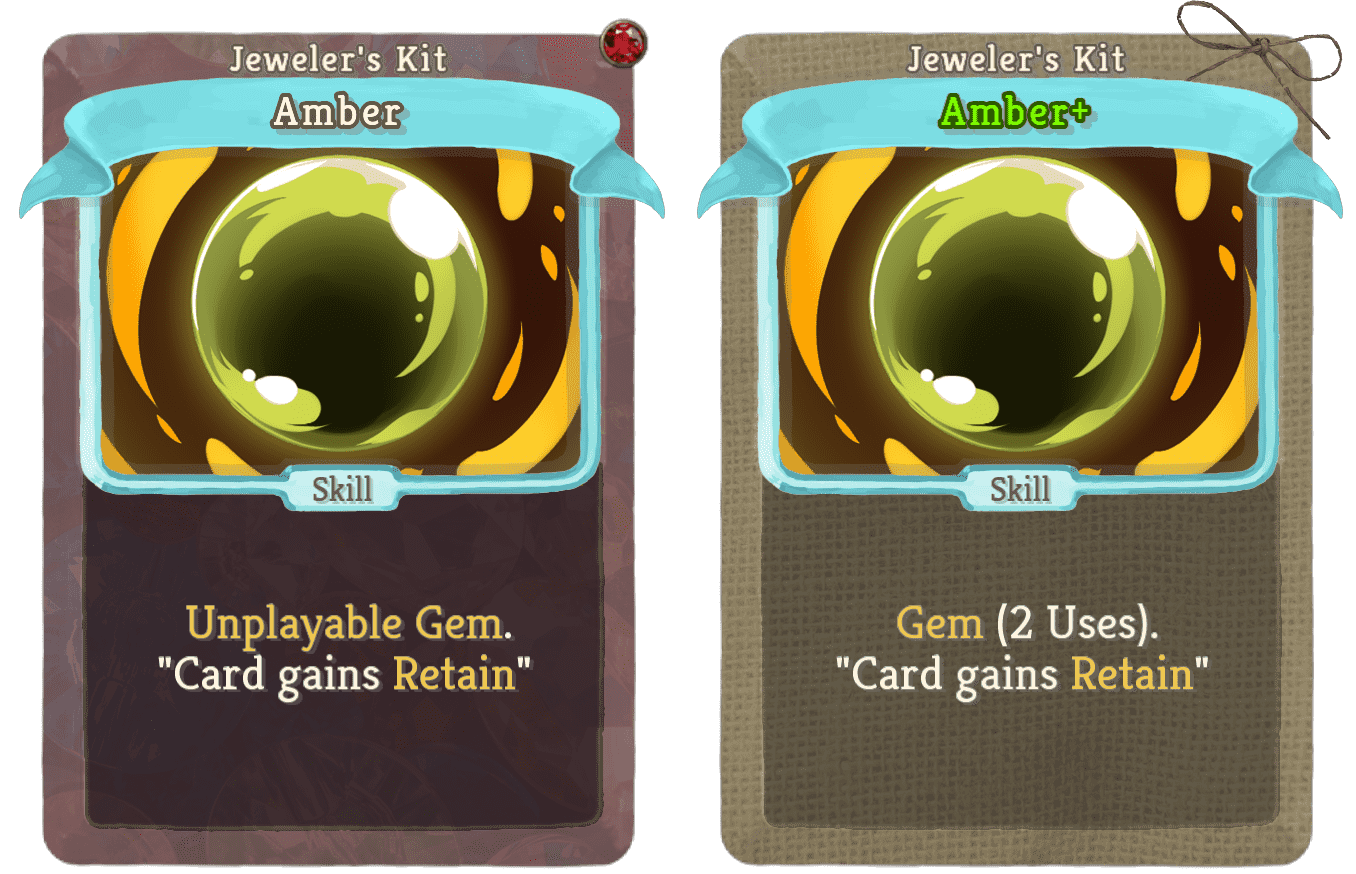 Jeweler's Kit
Amber
Skill
Unplayable Gem.
"Card gains Retain"
Jeweler's Kit
Amber+
Skill
Gem (2 Uses).
"Card gains Retain"